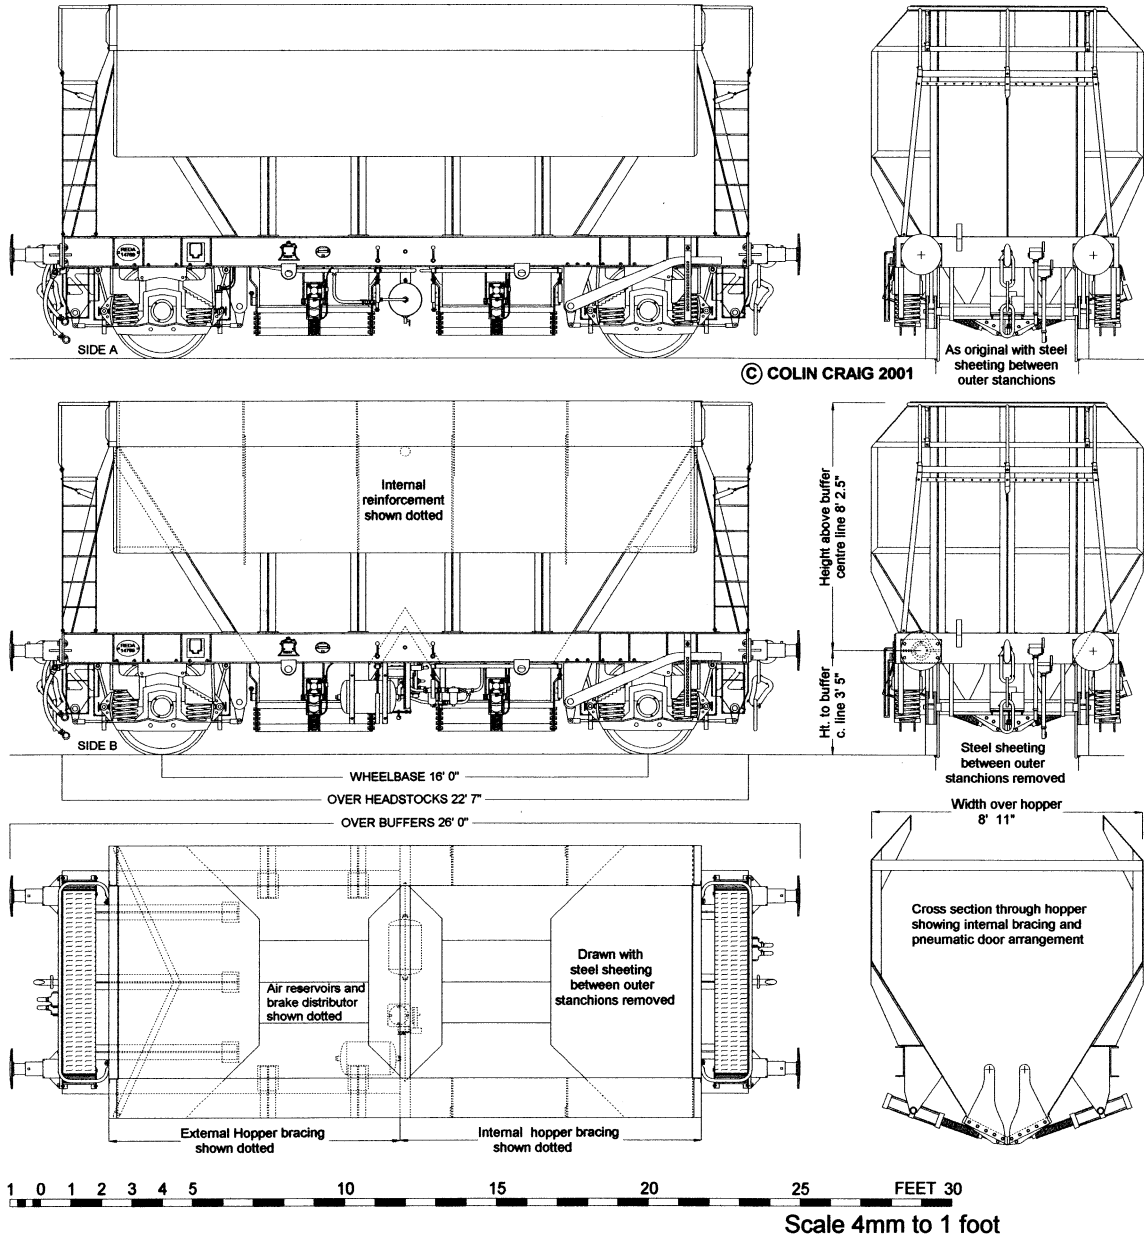 REDA
14789
SIDE A
As original with steel
sheeting between
outer stanchions
© COLIN CRAIG 2001
Internal
reinforcement
shown dotted
Height above buffer
centre line 8' 2.5"
Ht. to buffer
c. line 3' 5"
SIDE B
Steel sheeting
between outer
stanchions removed
WHEELBASE 16' 0"
OVER HEADSTOCKS 22' 7"
OVER BUFFERS 26' 0"
Width over hopper
8' 11"
Cross section through hopper
showing internal bracing and
pneumatic door arrangement
Drawn with
steel sheeting
between outer
stanchions removed
Air reservoirs and
brake distributor
shown dotted
External Hopper bracing
shown dotted
Internal hopper bracing
shown dotted
1 0 1 2 3 4 5 10 15 20 25 FEET 30
Scale 4mm to 1 foot